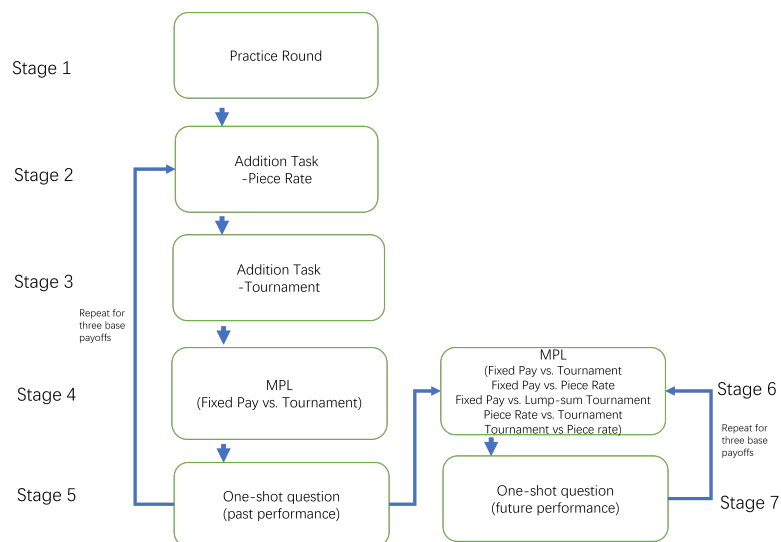 Stage 1
Practice Round
Stage 2
Addition Task
-Piece Rate
Stage 3
Addition Task
-Tournament
Repeat for
three base
payoffs
Stage 4
MPL
(Fixed Pay vs. Tournament)
Stage 5
One-shot question
(past performance)
MPL
(Fixed Pay vs. Tournament
Fixed Pay vs. Piece Rate
Fixed Pay vs. Lump-sum Tournament
Piece Rate vs. Tournament
Tournament vs Piece rate)
Stage 6
Repeat for
three base
payoffs
One-shot question
(future performance)
Stage 7